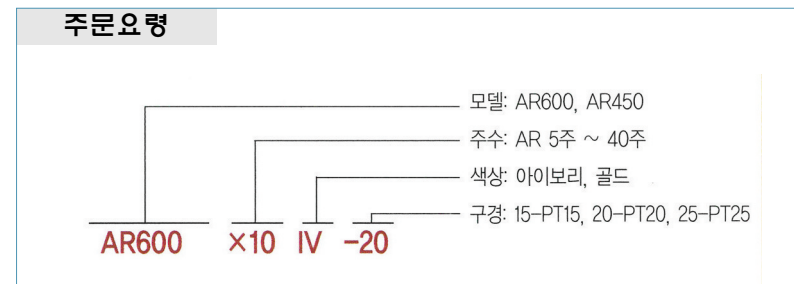 주문요령
모델: AR600, AR450
주수: AR 5주 ~ 40주
색상: 아이보리, 골드
구경: 15-PT15, 20-PT20, 25-PT25
AR600 ×10 IV -20